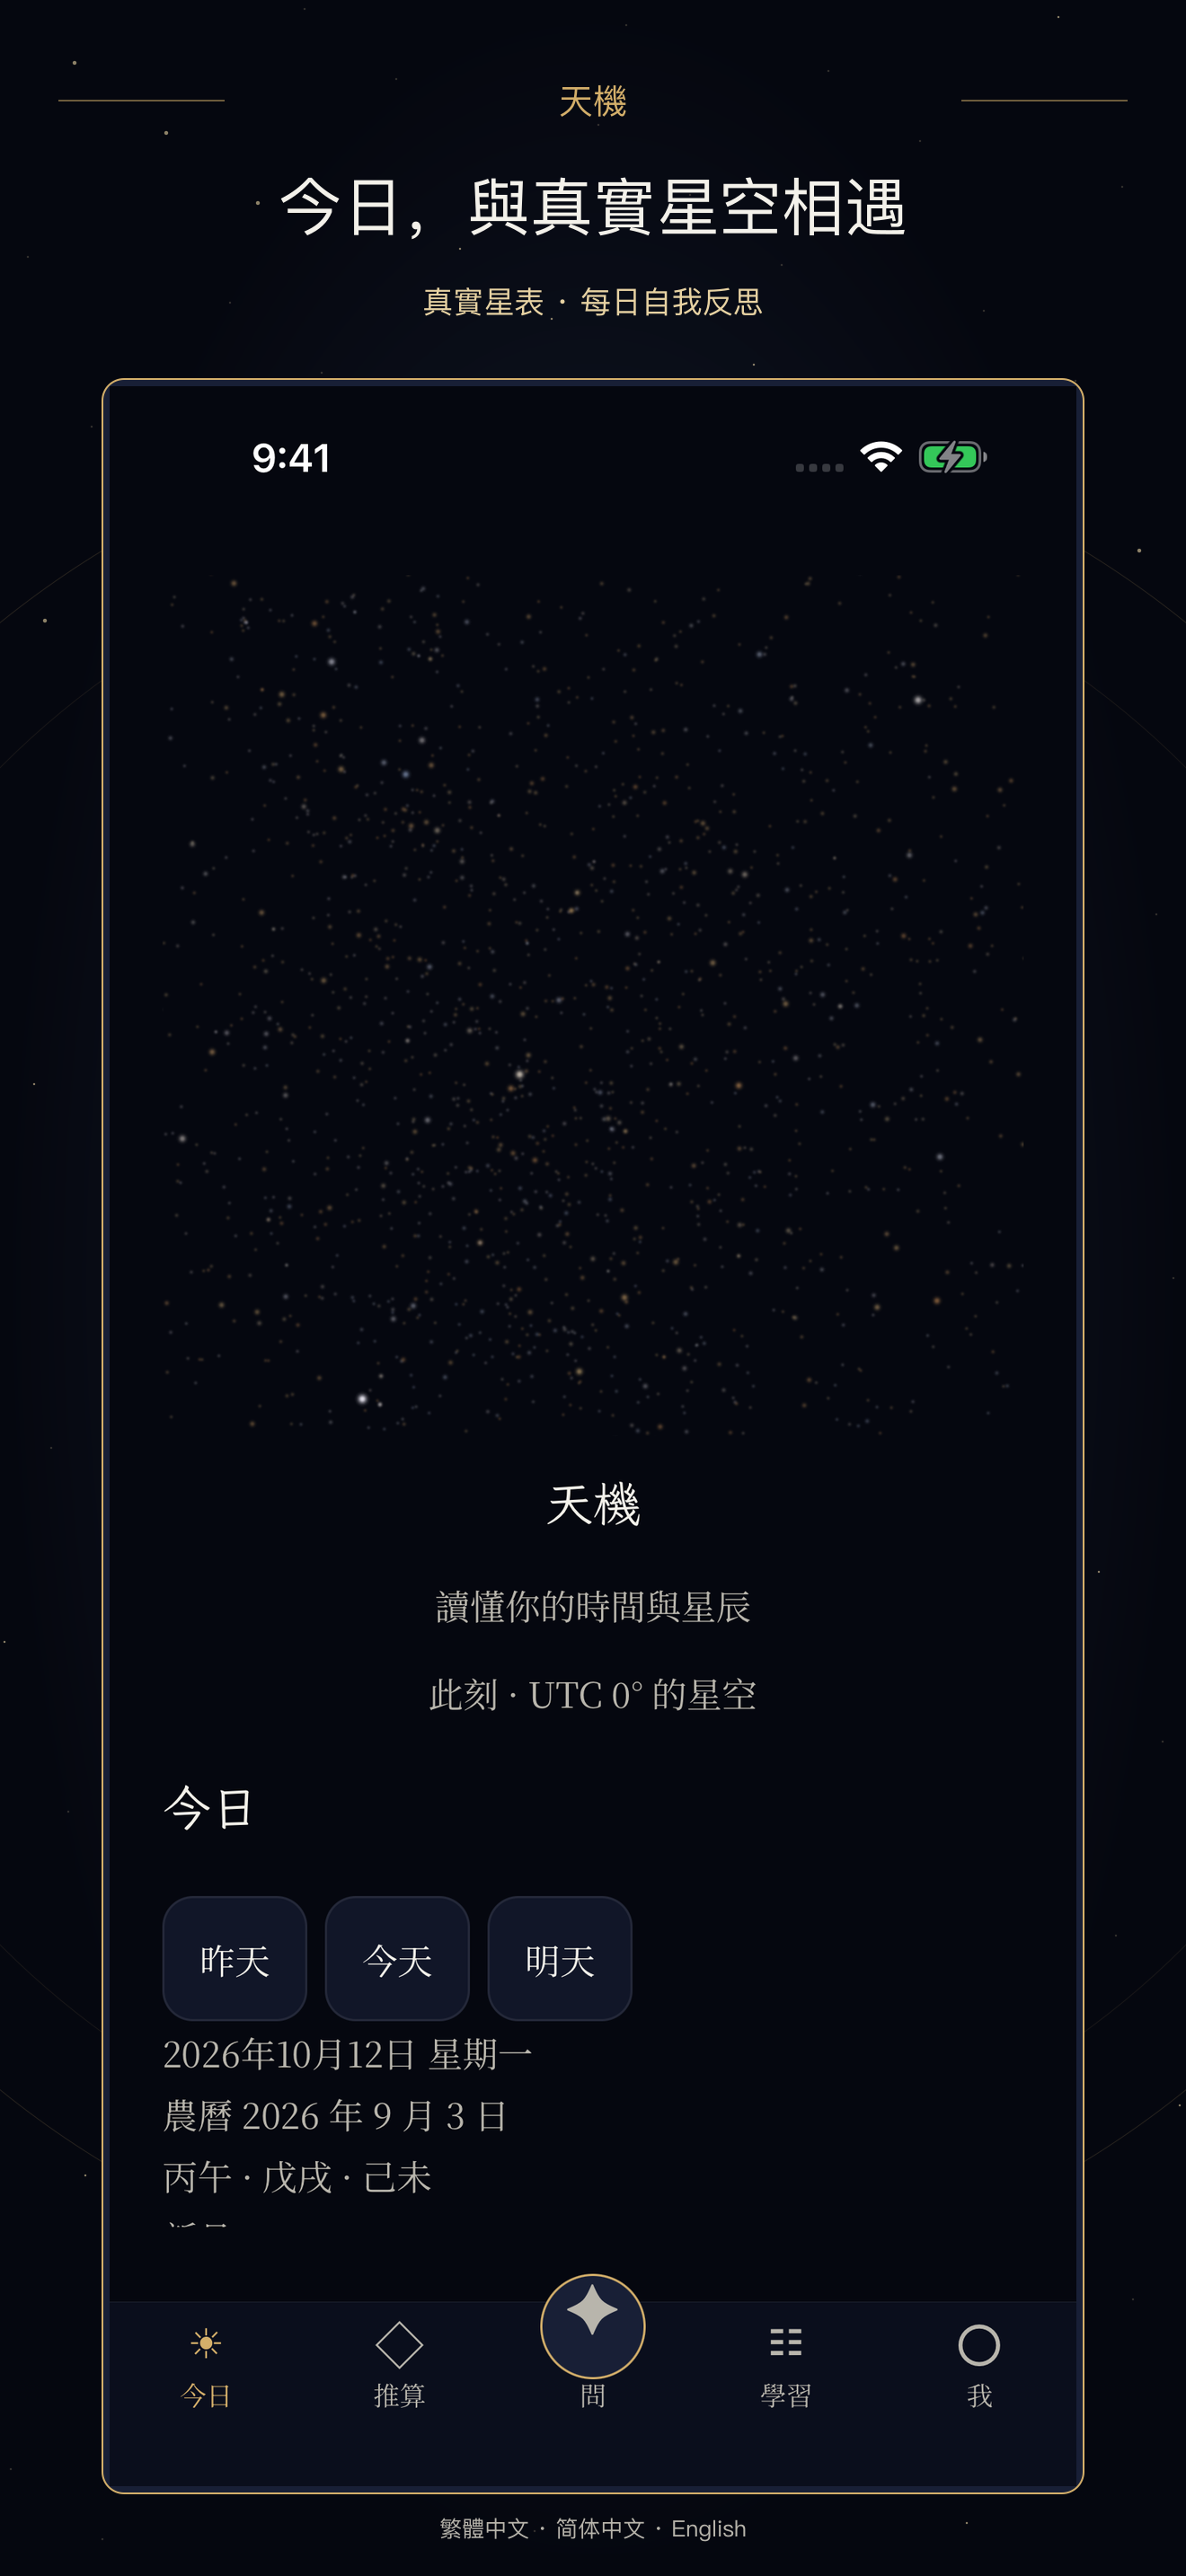 天機
今日，與真實星空相遇
真實星表 · 每日自我反思
9:41
天機
讀懂你的時間與星辰
此刻 · UTC 0° 的星空
今日
昨天 今天 明天
2026年10月12日 星期一
農曆 2026 年 9 月 3 日
丙午 · 戊戌 · 己未
今日 推算 問 學習 我
繁體中文 · 简体中文 · English